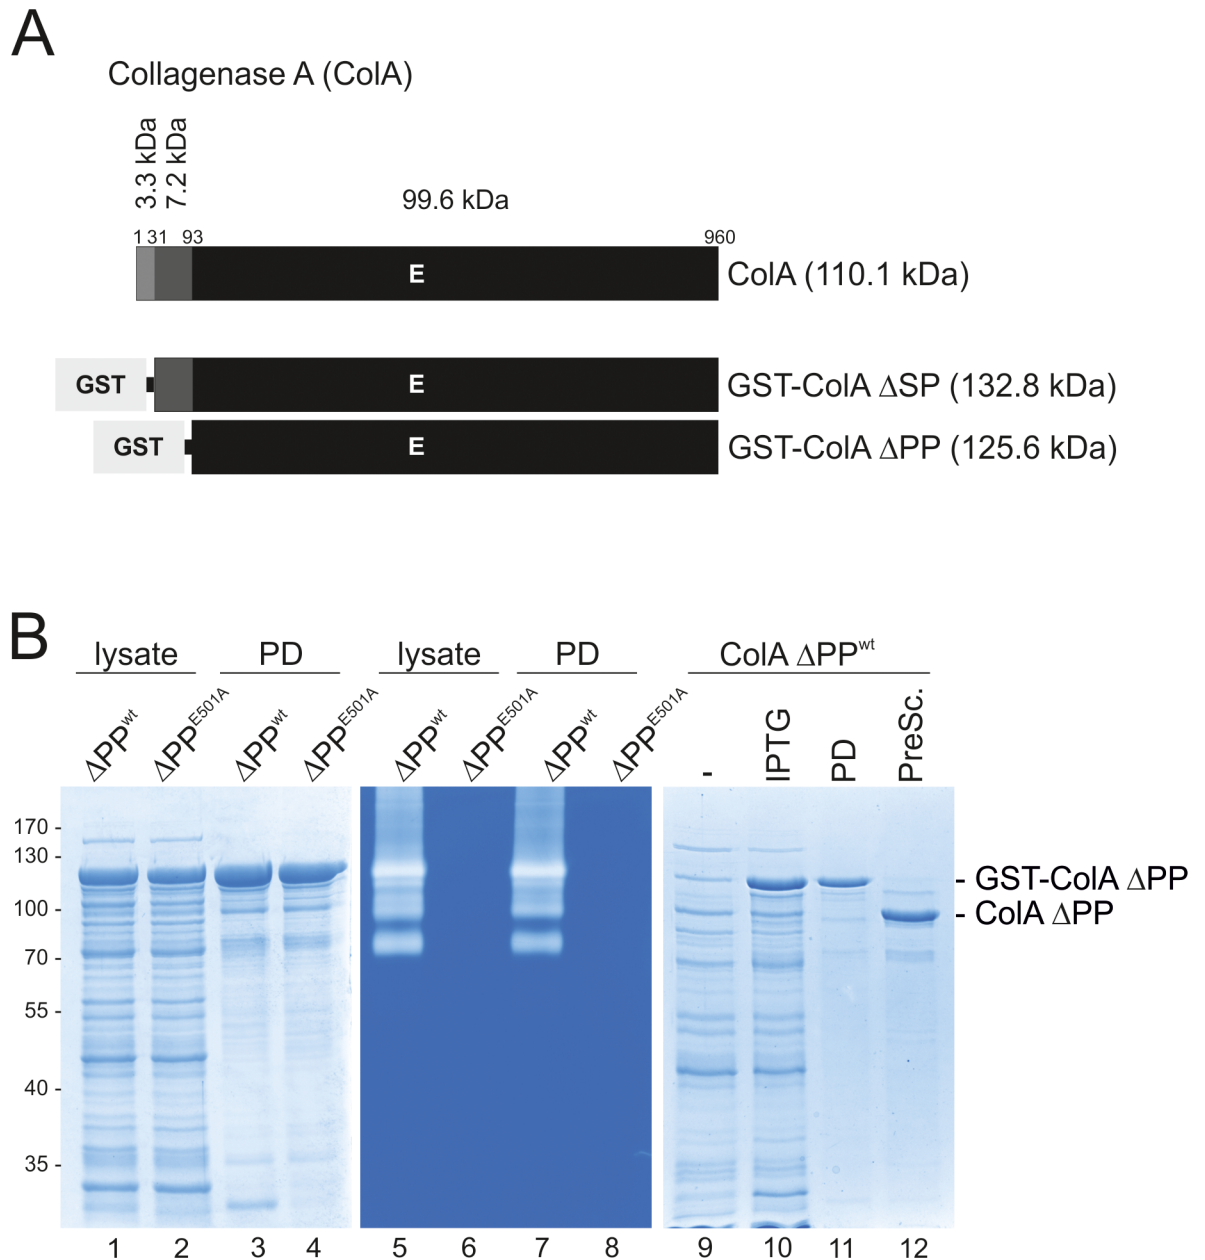 A
Collagenase A (ColA)
3.3 kDa
7.2 kDa
99.6 kDa
1 31 93 960
E
ColA (110.1 kDa)
GST
E
GST-ColA ΔSP (132.8 kDa)
GST
E
GST-ColA ΔPP (125.6 kDa)
B
lysate PD lysate PD ColA ΔPPwt
ΔPPwt ΔPPE501A ΔPPwt ΔPPE501A ΔPPwt ΔPPE501A ΔPPwt ΔPPE501A - IPTG PD PreSc.
170 -
130 -
100 -
70 -
55 -
40 -
35 -
- GST-ColA ΔPP
- ColA ΔPP
1 2 3 4 5 6 7 8 9 10 11 12